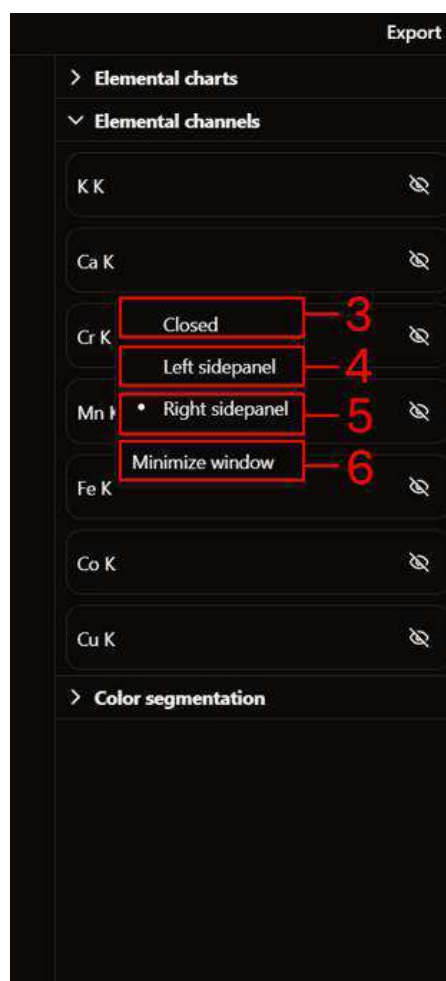 Export
Elemental charts
Elemental channels
K K
Ca K
Closed 3
Cr K
Left sidepanel 4
Mn K • Right sidepanel 5
Minimize window 6
Fe K
Co K
Cu K
Color segmentation